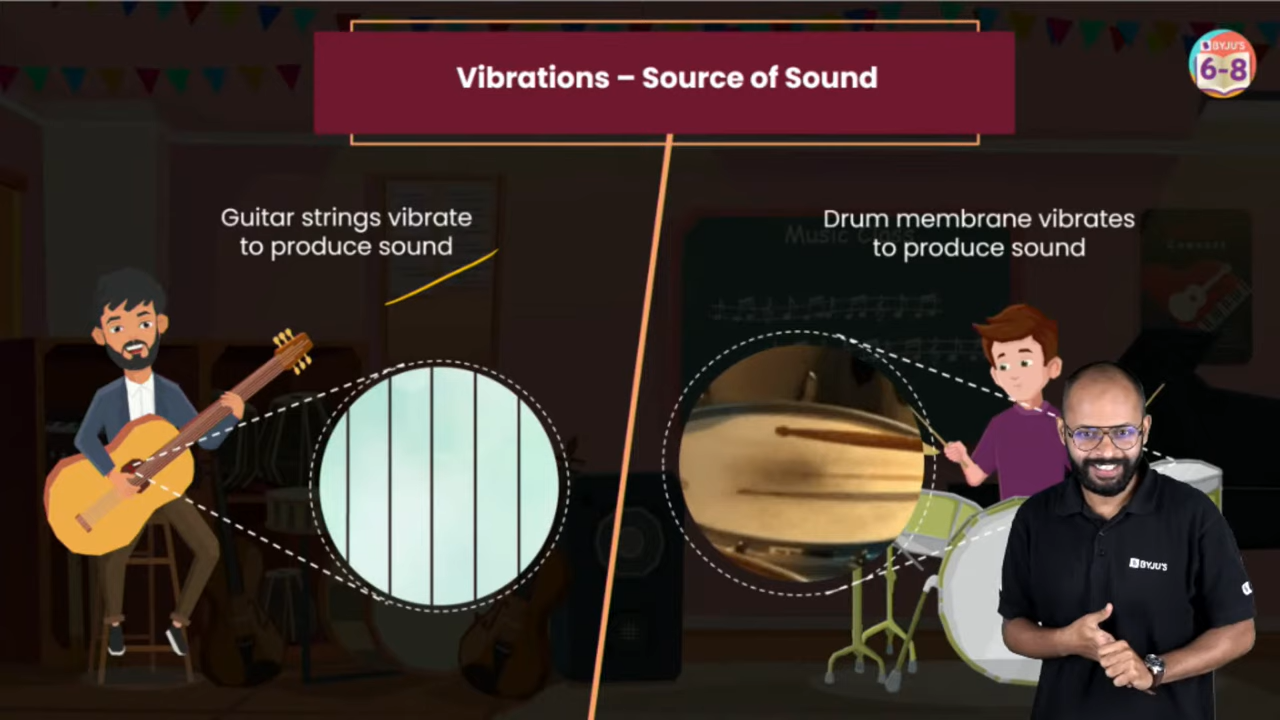 Vibrations – Source of Sound
BYJU'S
6-8
Guitar strings vibrate
to produce sound
Drum membrane vibrates
to produce sound
Music Class
Concert
BYJU'S